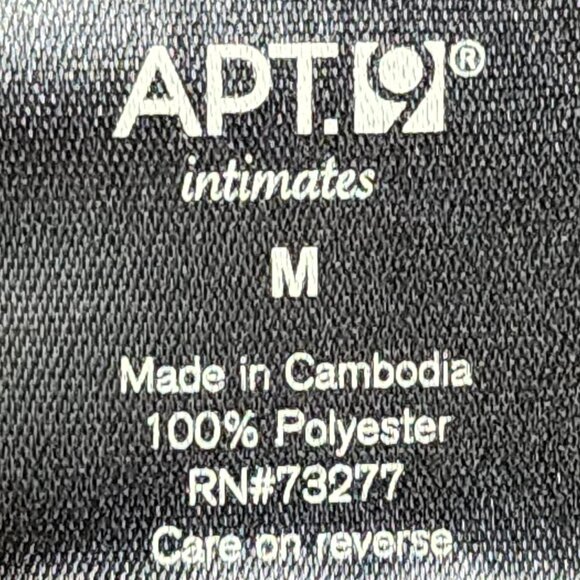 APT.9®
intimates
M
Made in Cambodia
100% Polyester
RN#73277
Care on reverse